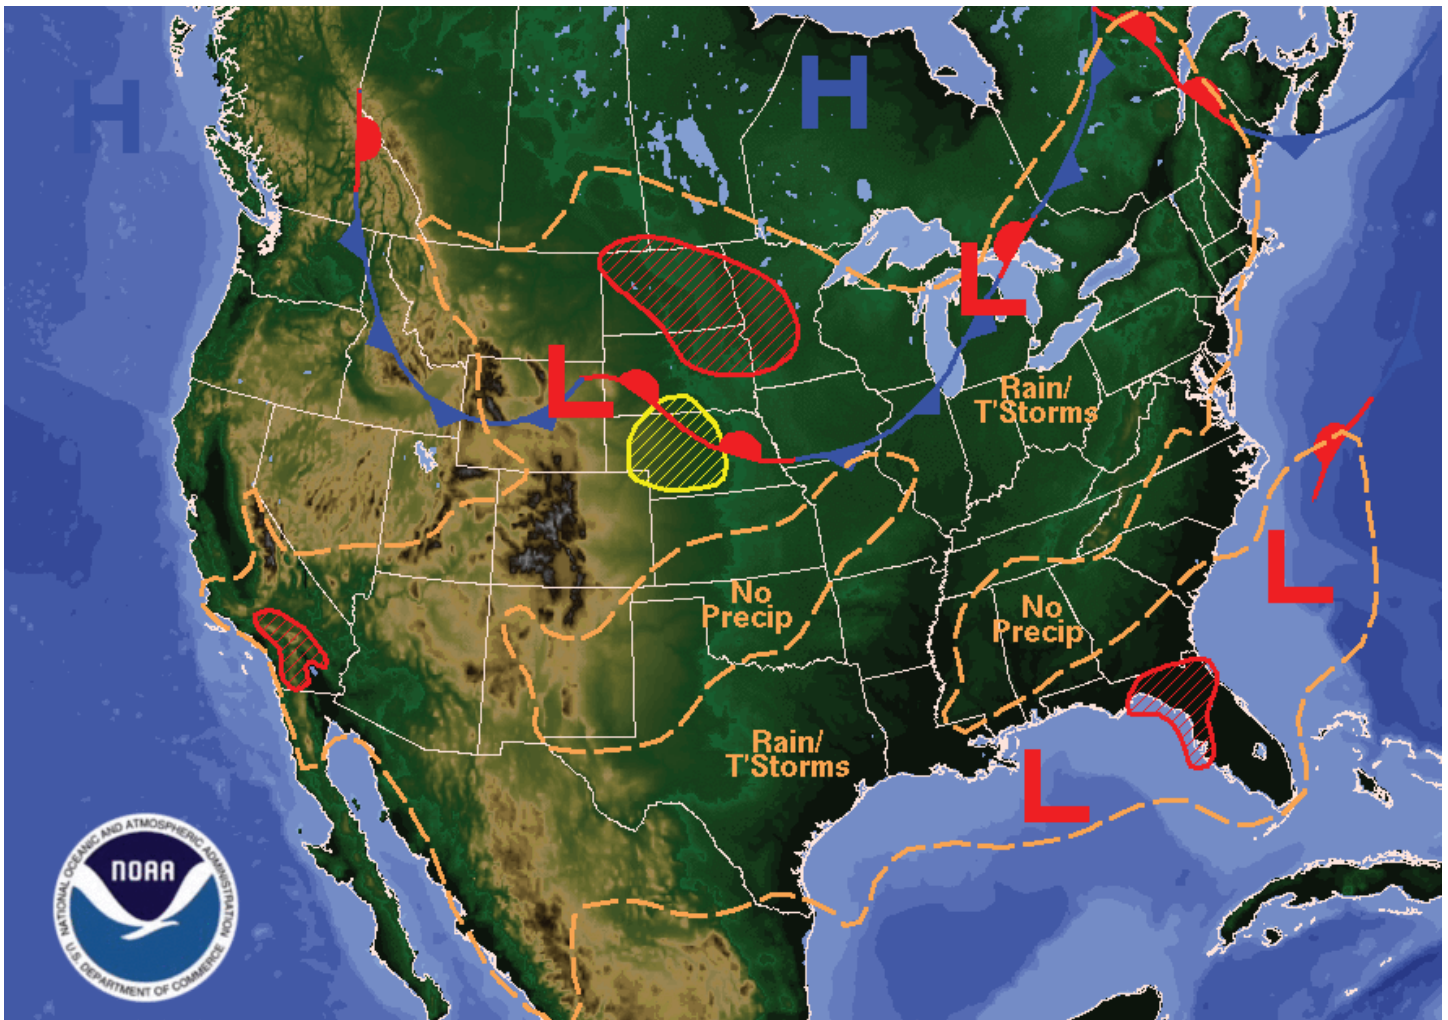 H
H
L
L
Rain/
T'Storms
L
No
Precip
No
Precip
Rain/
T'Storms
L
NATIONAL OCEANIC AND ATMOSPHERIC ADMINISTRATION
NOAA
U.S. DEPARTMENT OF COMMERCE